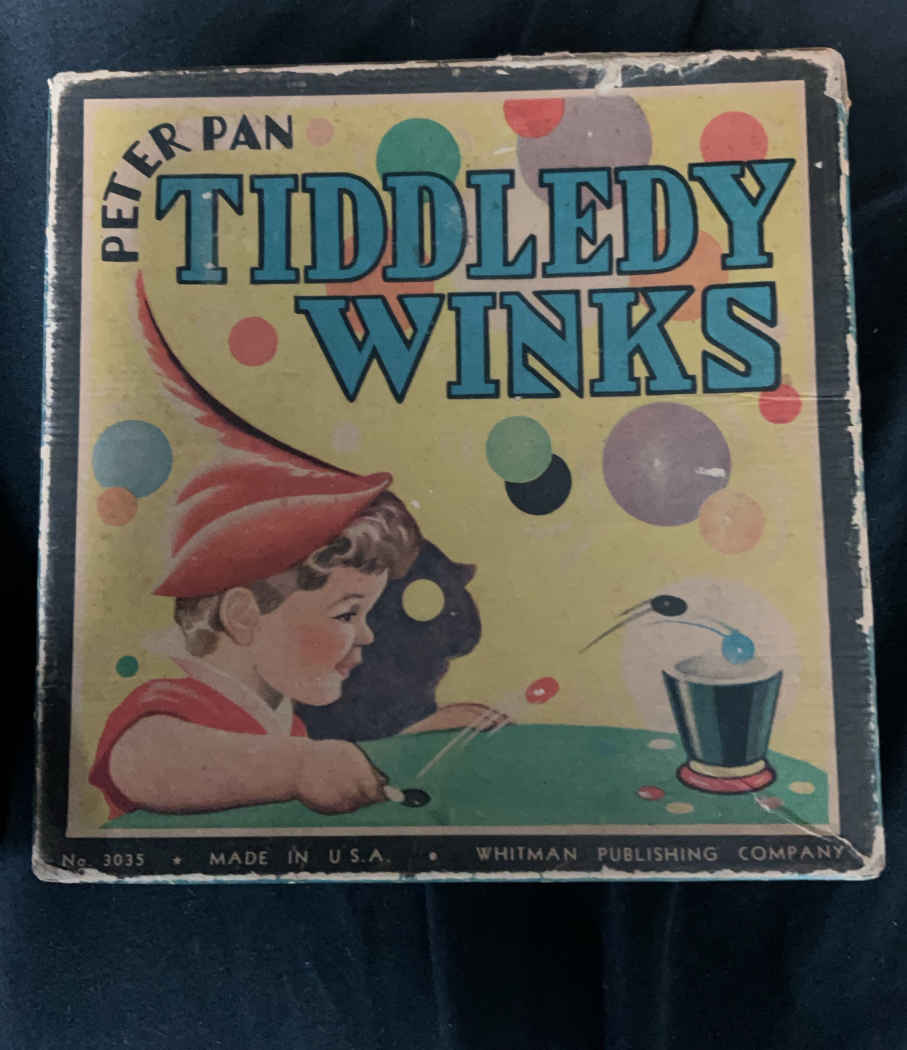 PETER PAN
TIDDLEDY
WINKS
No. 3035 * MADE IN U.S.A. • WHITMAN PUBLISHING COMPANY